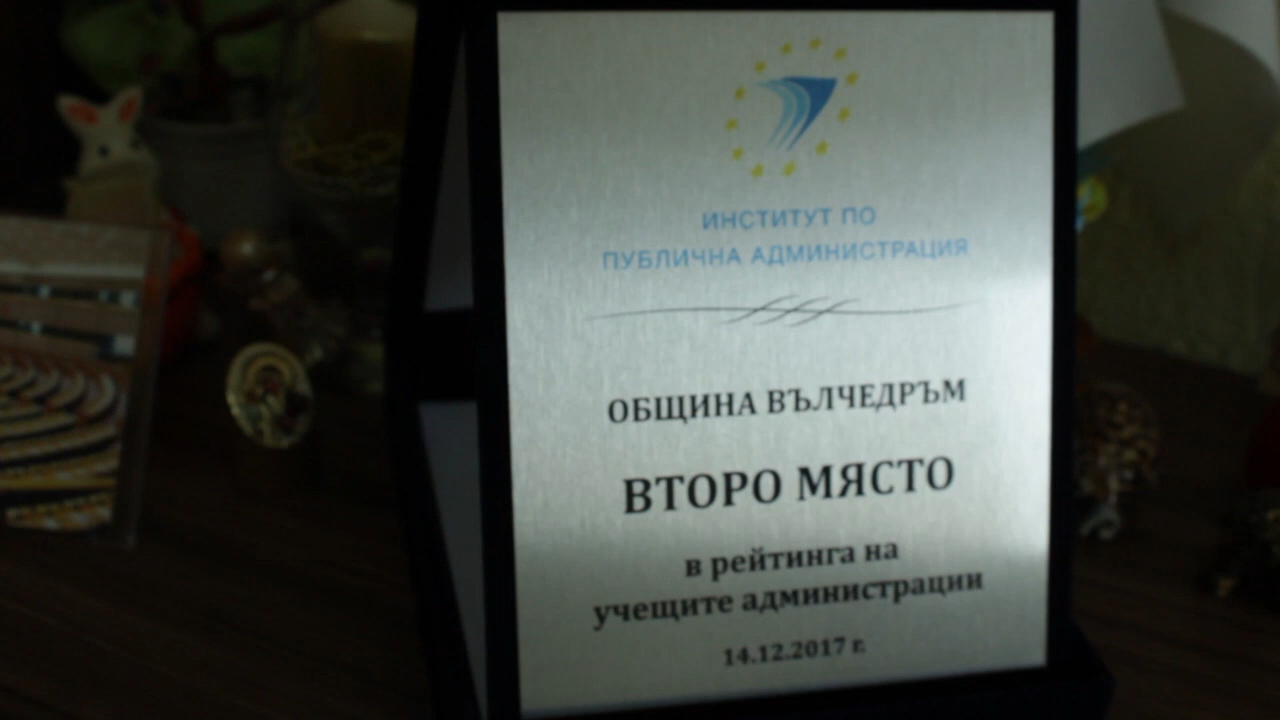 ИНСТИТУТ ПО
ПУБЛИЧНА АДМИНИСТРАЦИЯ
ОБЩИНА ВЪЛЧЕДРЪМ
ВТОРО МЯСТО
в рейтинга на
учещите администрации
14.12.2017 г.